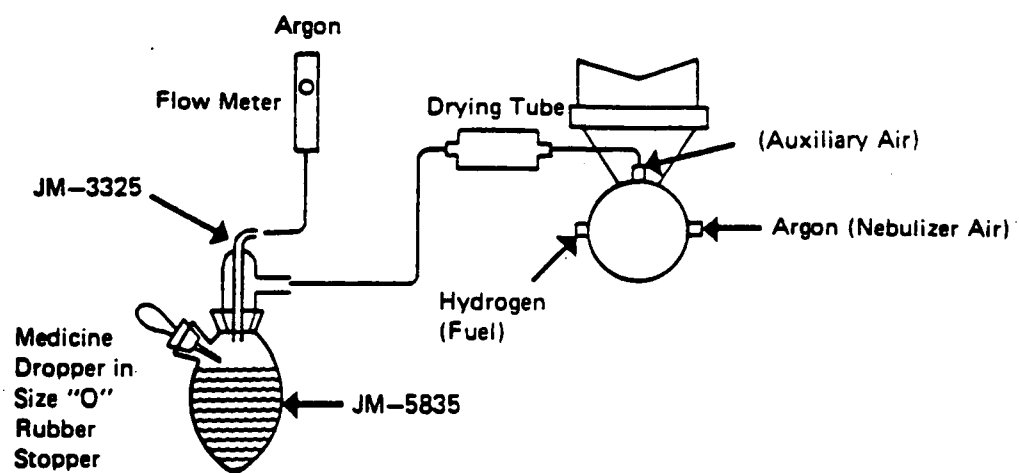 Argon
Flow Meter
Drying Tube
(Auxiliary Air)
JM—3325
Argon (Nebulizer Air)
Hydrogen
(Fuel)
Medicine
Dropper in
Size "O"
Rubber
Stopper
JM—5835